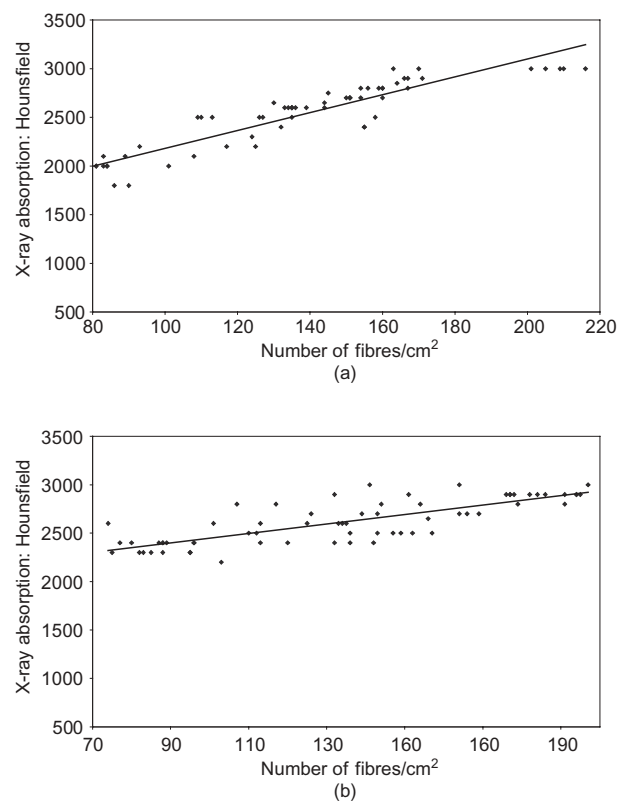 3500
3000
2500
2000
1500
1000
500
X-ray absorption: Hounsfield
80 100 120 140 160 180 200 220
Number of fibres/cm²
(a)
3500
3000
2500
2000
1500
1000
500
X-ray absorption: Hounsfield
70 90 110 130 160 160 190
Number of fibres/cm²
(b)